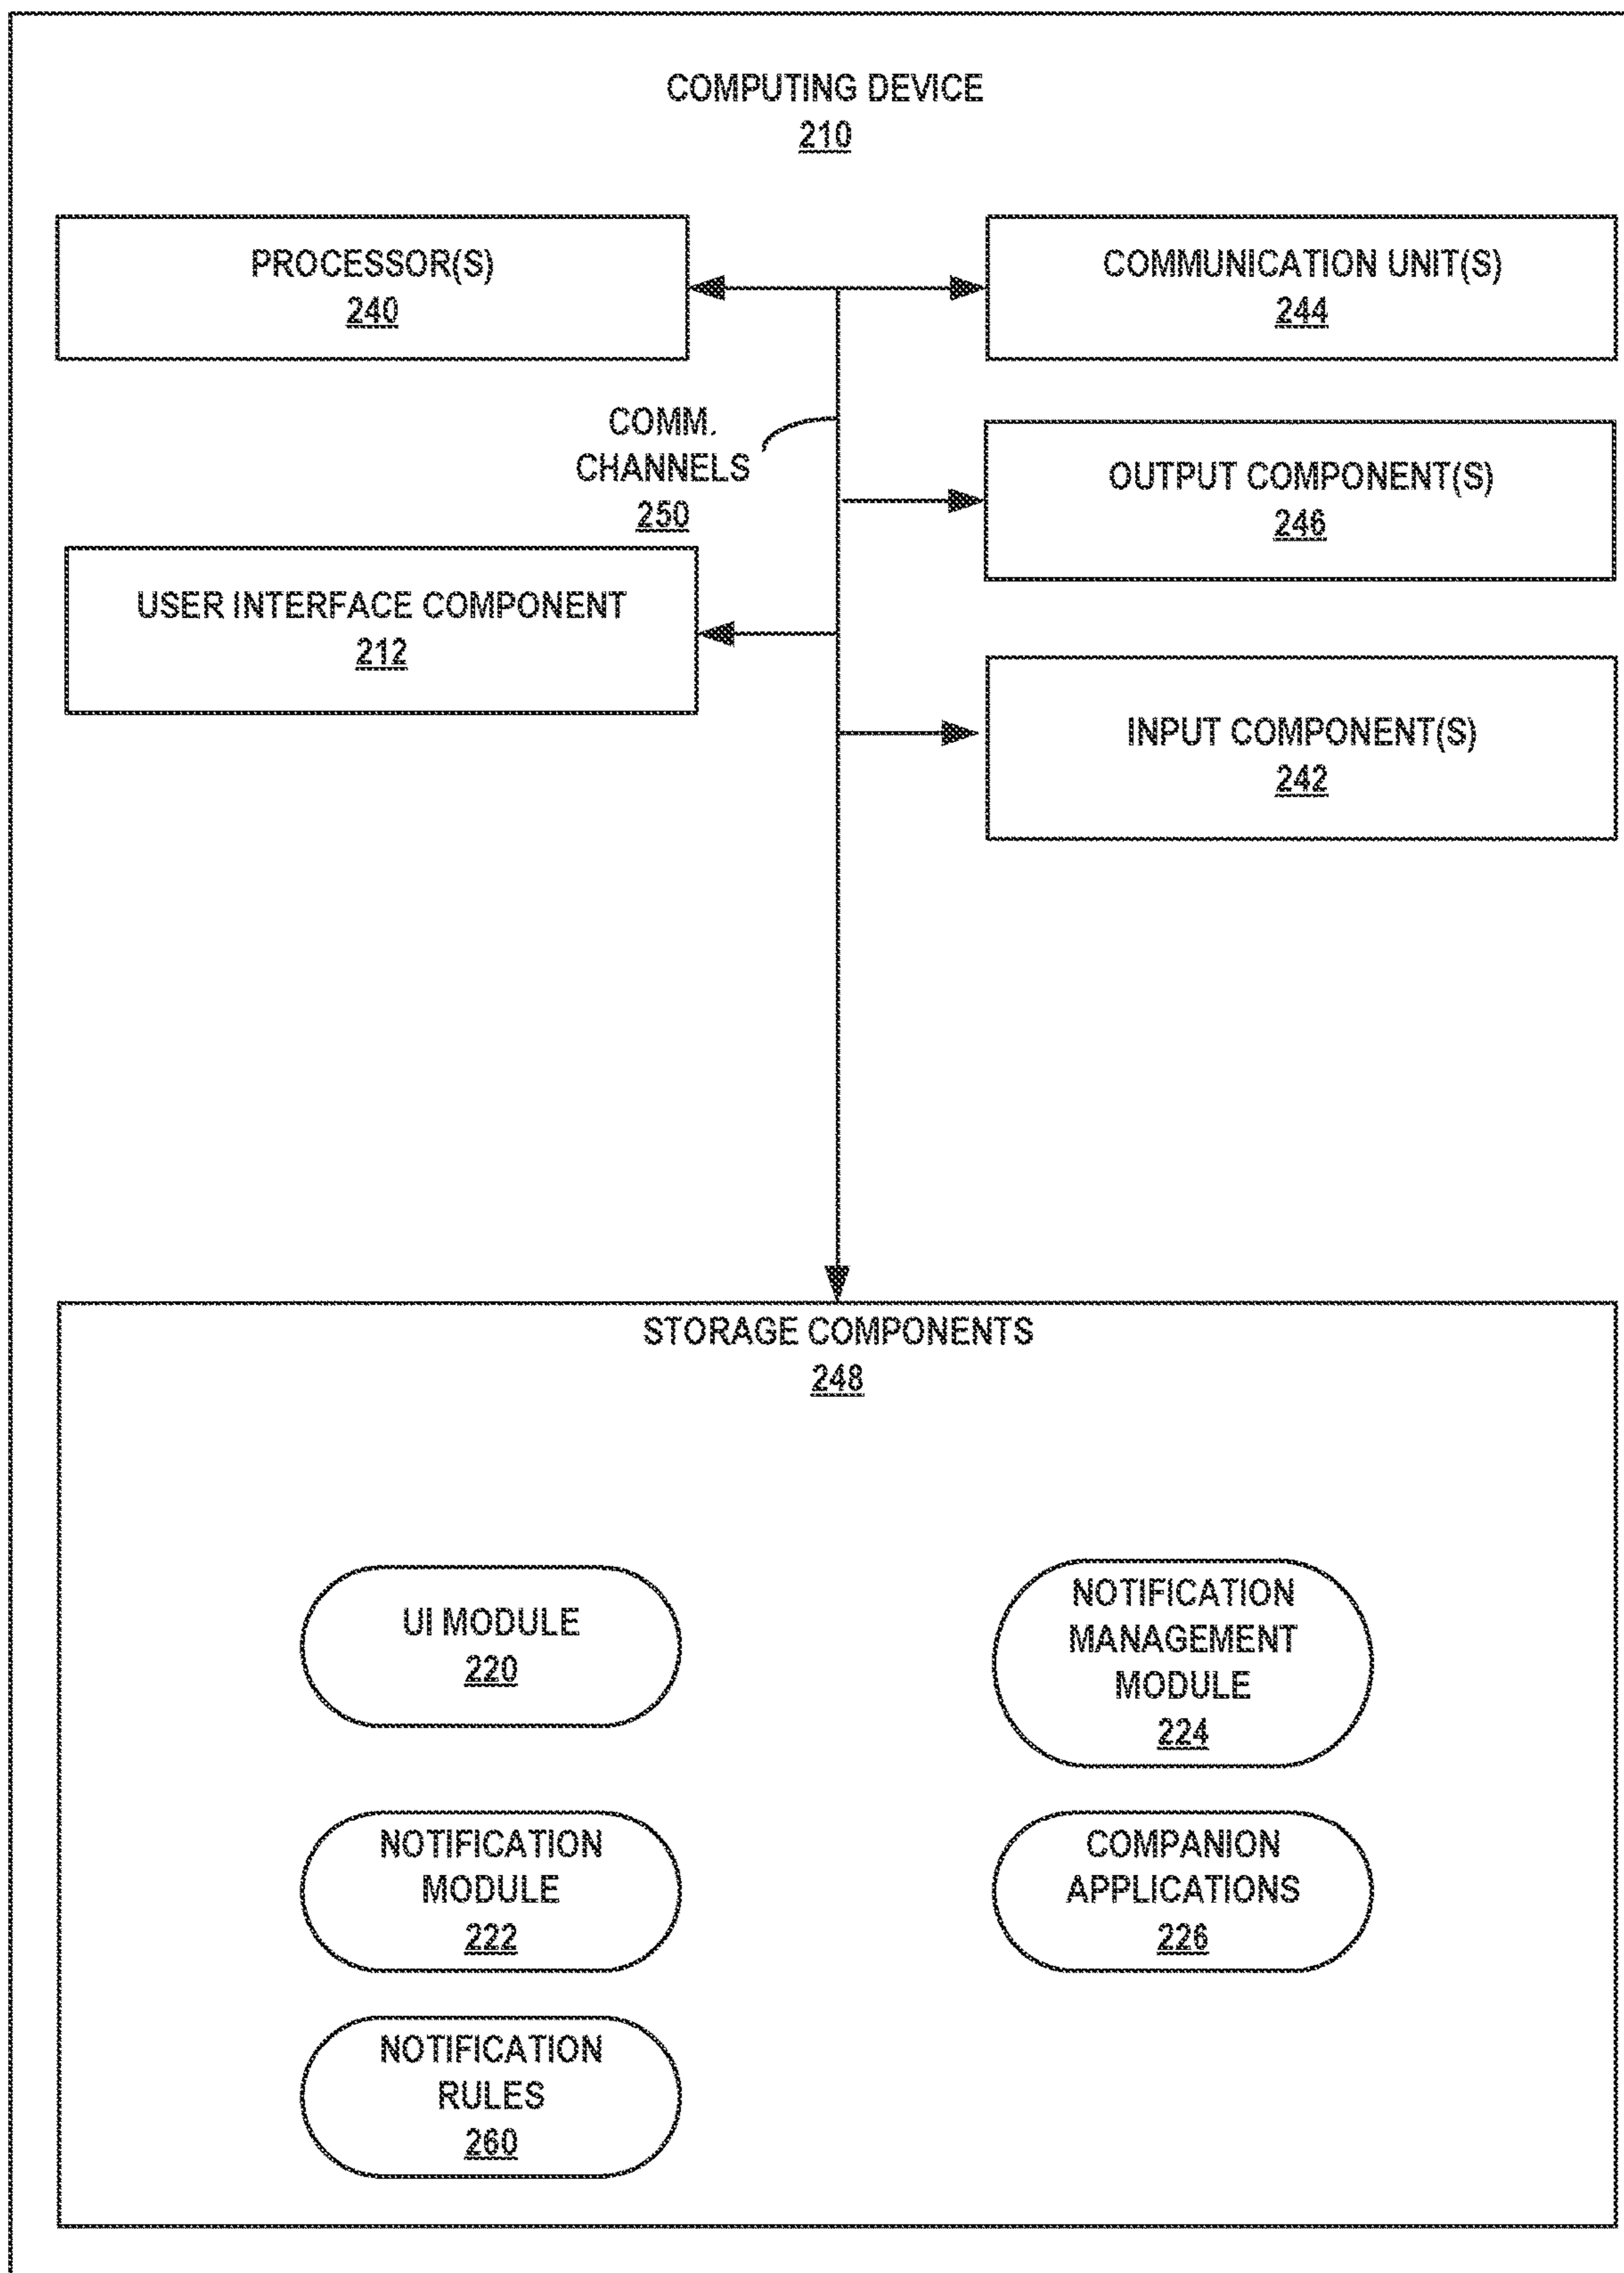 COMPUTING DEVICE
210
PROCESSOR(S)
240
COMMUNICATION UNIT(S)
244
COMM.
CHANNELS
250
OUTPUT COMPONENT(S)
246
USER INTERFACE COMPONENT
212
INPUT COMPONENT(S)
242
STORAGE COMPONENTS
248
UI MODULE
220
NOTIFICATION
MANAGEMENT
MODULE
224
NOTIFICATION
MODULE
222
COMPANION
APPLICATIONS
226
NOTIFICATION
RULES
260